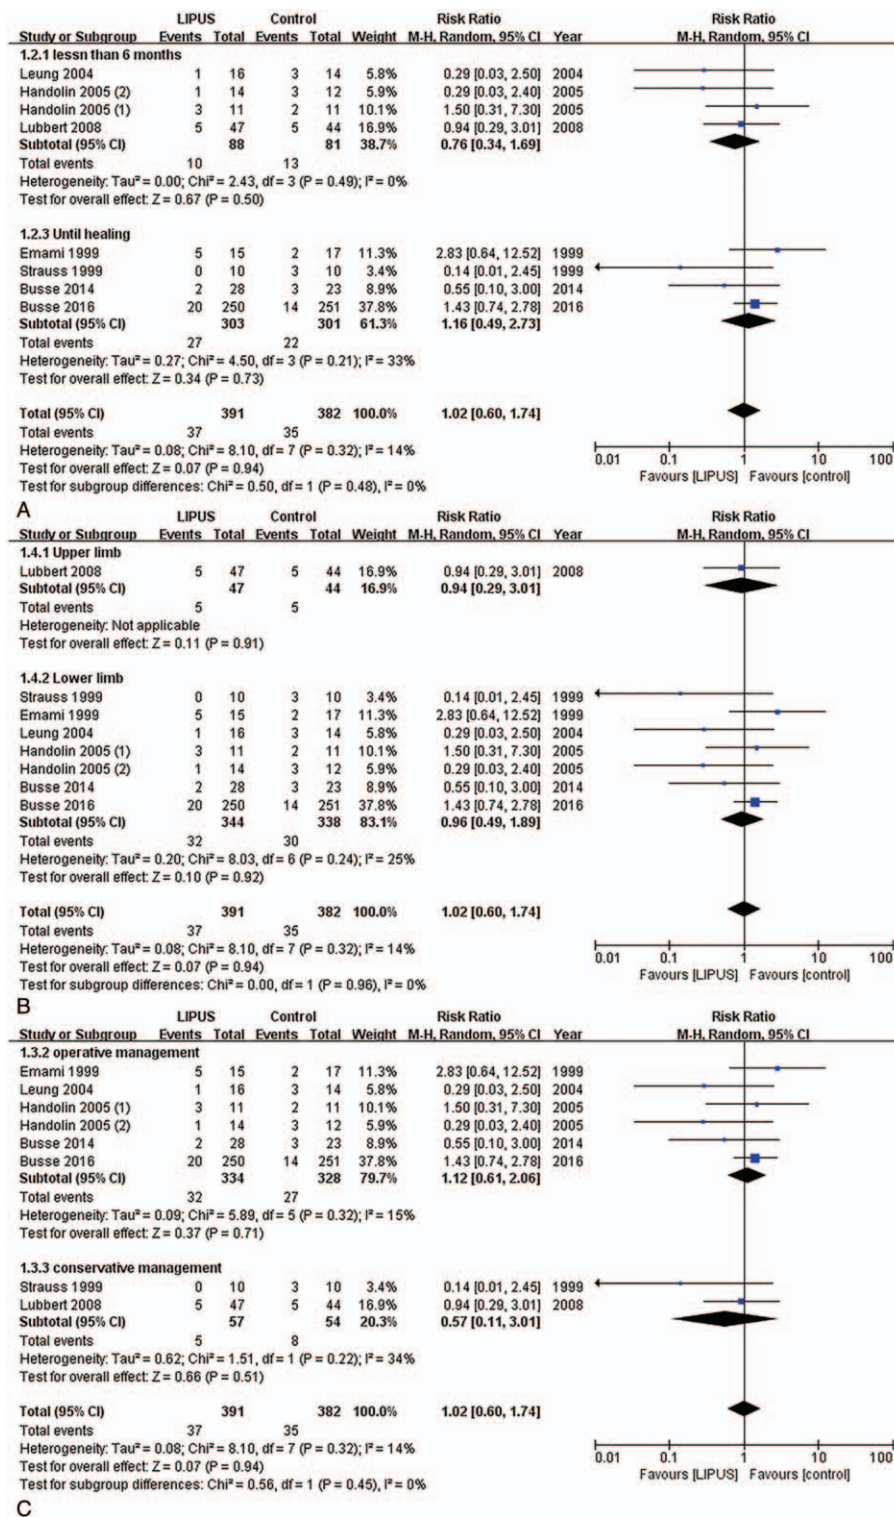 LIPUS Control Risk Ratio Risk Ratio
Study or Subgroup Events Total Events Total Weight M-H, Random, 95% CI Year M-H, Random, 95% CI
1.2.1 lessn than 6 months
Leung 2004 1 16 3 14 5.8% 0.29 [0.03, 2.50] 2004
Handolin 2005 (2) 1 14 3 12 5.9% 0.29 [0.03, 2.40] 2005
Handolin 2005 (1) 3 11 2 11 10.1% 1.50 [0.31, 7.30] 2005
Lubbert 2008 5 47 5 44 16.9% 0.94 [0.29, 3.01] 2008
Subtotal (95% CI) 88 81 38.7% 0.76 [0.34, 1.69]
Total events 10 13
Heterogeneity: Tau² = 0.00; Chi² = 2.43, df = 3 (P = 0.49); I² = 0%
Test for overall effect: Z = 0.67 (P = 0.50)
1.2.3 Until healing
Emami 1999 5 15 2 17 11.3% 2.83 [0.64, 12.52] 1999
Strauss 1999 0 10 3 10 3.4% 0.14 [0.01, 2.45] 1999
Busse 2014 2 28 3 23 8.9% 0.55 [0.10, 3.00] 2014
Busse 2016 20 250 14 251 37.8% 1.43 [0.74, 2.78] 2016
Subtotal (95% CI) 303 301 61.3% 1.16 [0.49, 2.73]
Total events 27 22
Heterogeneity: Tau² = 0.27; Chi² = 4.50, df = 3 (P = 0.21); I² = 33%
Test for overall effect: Z = 0.34 (P = 0.73)
Total (95% CI) 391 382 100.0% 1.02 [0.60, 1.74]
Total events 37 35
Heterogeneity: Tau² = 0.08; Chi² = 8.10, df = 7 (P = 0.32); I² = 14%
Test for overall effect: Z = 0.07 (P = 0.94)
Test for subgroup differences: Chi² = 0.50, df = 1 (P = 0.48), I² = 0%
0.01 0.1 1 10 100
Favours [LIPUS] Favours [control]
A
LIPUS Control Risk Ratio Risk Ratio
Study or Subgroup Events Total Events Total Weight M-H, Random, 95% CI Year M-H, Random, 95% CI
1.4.1 Upper limb
Lubbert 2008 5 47 5 44 16.9% 0.94 [0.29, 3.01] 2008
Subtotal (95% CI) 47 44 16.9% 0.94 [0.29, 3.01]
Total events 5 5
Heterogeneity: Not applicable
Test for overall effect: Z = 0.11 (P = 0.91)
1.4.2 Lower limb
Strauss 1999 0 10 3 10 3.4% 0.14 [0.01, 2.45] 1999
Emami 1999 5 15 2 17 11.3% 2.83 [0.64, 12.52] 1999
Leung 2004 1 16 3 14 5.8% 0.29 [0.03, 2.50] 2004
Handolin 2005 (1) 3 11 2 11 10.1% 1.50 [0.31, 7.30] 2005
Handolin 2005 (2) 1 14 3 12 5.9% 0.29 [0.03, 2.40] 2005
Busse 2014 2 28 3 23 8.9% 0.55 [0.10, 3.00] 2014
Busse 2016 20 250 14 251 37.8% 1.43 [0.74, 2.78] 2016
Subtotal (95% CI) 344 338 83.1% 0.96 [0.49, 1.89]
Total events 32 30
Heterogeneity: Tau² = 0.20; Chi² = 8.03, df = 6 (P = 0.24); I² = 25%
Test for overall effect: Z = 0.10 (P = 0.92)
Total (95% CI) 391 382 100.0% 1.02 [0.60, 1.74]
Total events 37 35
Heterogeneity: Tau² = 0.08; Chi² = 8.10, df = 7 (P = 0.32); I² = 14%
Test for overall effect: Z = 0.07 (P = 0.94)
Test for subgroup differences: Chi² = 0.00, df = 1 (P = 0.96), I² = 0%
0.01 0.1 1 10 100
Favours [LIPUS] Favours [control]
B
LIPUS Control Risk Ratio Risk Ratio
Study or Subgroup Events Total Events Total Weight M-H, Random, 95% CI Year M-H, Random, 95% CI
1.3.2 operative management
Emami 1999 5 15 2 17 11.3% 2.83 [0.64, 12.52] 1999
Leung 2004 1 16 3 14 5.8% 0.29 [0.03, 2.50] 2004
Handolin 2005 (1) 3 11 2 11 10.1% 1.50 [0.31, 7.30] 2005
Handolin 2005 (2) 1 14 3 12 5.9% 0.29 [0.03, 2.40] 2005
Busse 2014 2 28 3 23 8.9% 0.55 [0.10, 3.00] 2014
Busse 2016 20 250 14 251 37.8% 1.43 [0.74, 2.78] 2016
Subtotal (95% CI) 334 328 79.7% 1.12 [0.61, 2.06]
Total events 32 27
Heterogeneity: Tau² = 0.09; Chi² = 5.89, df = 5 (P = 0.32); I² = 15%
Test for overall effect: Z = 0.37 (P = 0.71)
1.3.3 conservative management
Strauss 1999 0 10 3 10 3.4% 0.14 [0.01, 2.45] 1999
Lubbert 2008 5 47 5 44 16.9% 0.94 [0.29, 3.01] 2008
Subtotal (95% CI) 57 54 20.3% 0.57 [0.11, 3.01]
Total events 5 8
Heterogeneity: Tau² = 0.62; Chi² = 1.51, df = 1 (P = 0.22); I² = 34%
Test for overall effect: Z = 0.66 (P = 0.51)
Total (95% CI) 391 382 100.0% 1.02 [0.60, 1.74]
Total events 37 35
Heterogeneity: Tau² = 0.08; Chi² = 8.10, df = 7 (P = 0.32); I² = 14%
Test for overall effect: Z = 0.07 (P = 0.94)
Test for subgroup differences: Chi² = 0.56, df = 1 (P = 0.45), I² = 0%
0.01 0.1 1 10 100
Favours [LIPUS] Favours [control]
C